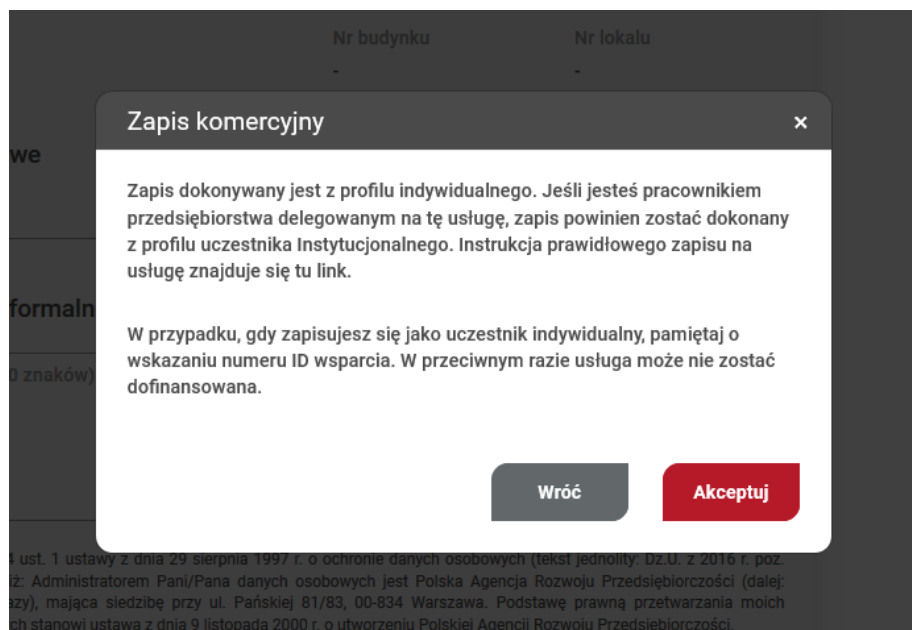 Nr budynku Nr lokalu
- -
Zapis komercyjny ×
we
Zapis dokonywany jest z profilu indywidualnego. Jeśli jesteś pracownikiem
przedsiębiorstwa delegowanym na tę usługę, zapis powinien zostać dokonany
z profilu uczestnika Instytucjonalnego. Instrukcja prawidłowego zapisu na
usługę znajduje się tu link.
formaln
W przypadku, gdy zapisujesz się jako uczestnik indywidualny, pamiętaj o
wskazaniu numeru ID wsparcia. W przeciwnym razie usługa może nie zostać
0 znaków)
dofinansowana.
Wróć Akceptuj
4 ust. 1 ustawy z dnia 29 sierpnia 1997 r. o ochronie danych osobowych (tekst jednolity: Dz.U. z 2016 r. poz.
iż: Administratorem Pani/Pana danych osobowych jest Polska Agencja Rozwoju Przedsiębiorczości (dalej:
azy), mająca siedzibę przy ul. Pańskiej 81/83, 00-834 Warszawa. Podstawę prawną przetwarzania moich
ch stanowi ustawa z dnia 9 listopada 2000 r. o utworzeniu Polskiej Agencji Rozwoju Przedsiębiorczości.